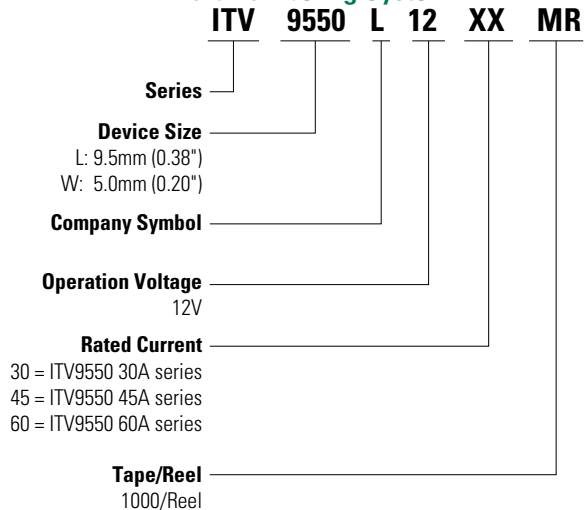 ITV 9550 L 12 XX MR
Series
Device Size
L: 9.5mm (0.38")
W: 5.0mm (0.20")
Company Symbol
Operation Voltage
12V
Rated Current
30 = ITV9550 30A series
45 = ITV9550 45A series
60 = ITV9550 60A series
Tape/Reel
1000/Reel